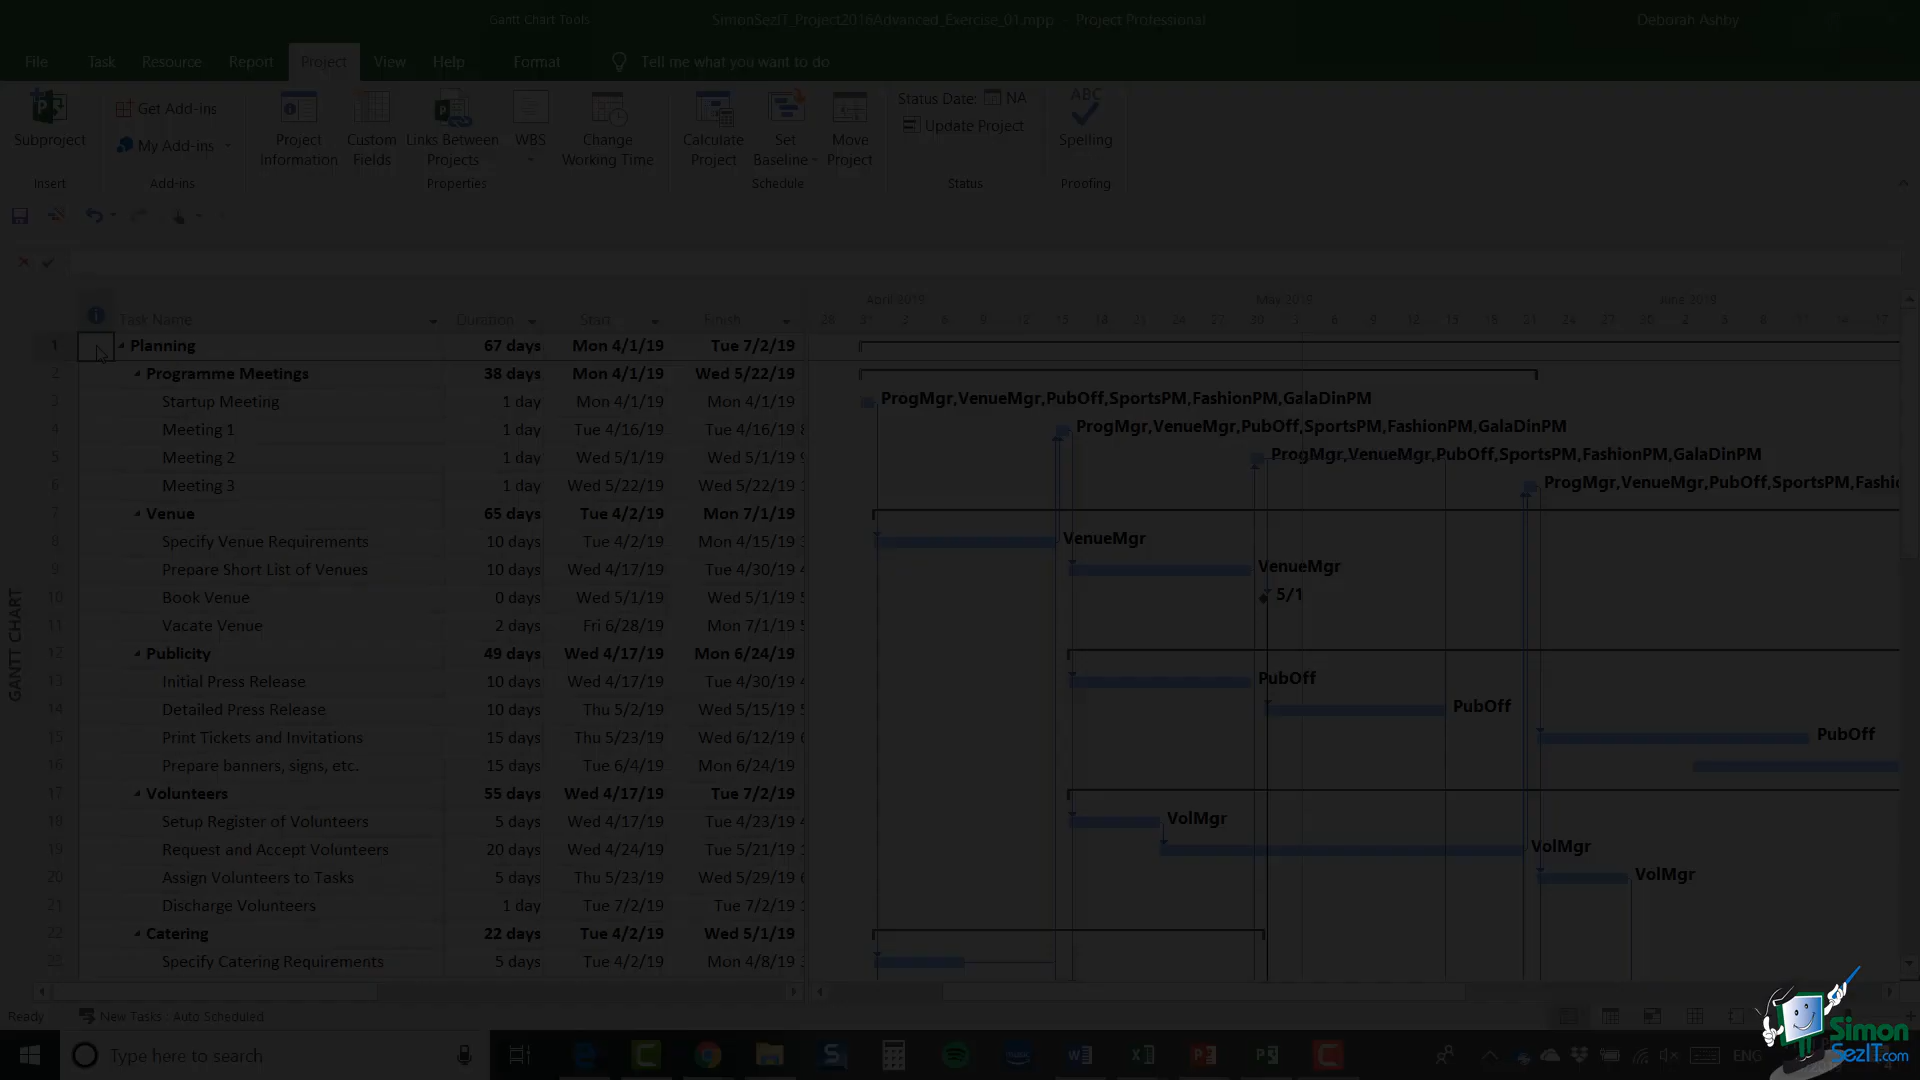 Gantt Chart Tools SimonSezIT_Project2016Advanced_Exercise_01.mpp - Project Professional Deborah Ashby
File Task Resource Report Project View Help Format Tell me what you want to do
Subproject
Get Add-ins
My Add-ins
Project Information
Custom Fields
Links Between Projects
WBS
Change Working Time
Calculate Project
Set Baseline
Move Project
Status Date: NA
Update Project
ABC
Spelling
Insert Add-ins Properties Schedule Status Proofing
Task Name Duration Start Finish
April 2019 May 2019 June 2019
1 Planning 67 days Mon 4/1/19 Tue 7/2/19
2 Programme Meetings 38 days Mon 4/1/19 Wed 5/22/19
3 Startup Meeting 1 day Mon 4/1/19 Mon 4/1/19 ProgMgr,VenueMgr,PubOff,SportsPM,FashionPM,GalaDinPM
4 Meeting 1 1 day Tue 4/16/19 Tue 4/16/19 ProgMgr,VenueMgr,PubOff,SportsPM,FashionPM,GalaDinPM
5 Meeting 2 1 day Wed 5/1/19 Wed 5/1/19 ProgMgr,VenueMgr,PubOff,SportsPM,FashionPM,GalaDinPM
6 Meeting 3 1 day Wed 5/22/19 Wed 5/22/19 ProgMgr,VenueMgr,PubOff,SportsPM,Fashi
7 Venue 65 days Tue 4/2/19 Mon 7/1/19
8 Specify Venue Requirements 10 days Tue 4/2/19 Mon 4/15/19 VenueMgr
9 Prepare Short List of Venues 10 days Wed 4/17/19 Tue 4/30/19 VenueMgr
10 Book Venue 0 days Wed 5/1/19 Wed 5/1/19 5/1
11 Vacate Venue 2 days Fri 6/28/19 Mon 7/1/19
12 Publicity 49 days Wed 4/17/19 Mon 6/24/19
13 Initial Press Release 10 days Wed 4/17/19 Tue 4/30/19 PubOff
14 Detailed Press Release 10 days Thu 5/2/19 Wed 5/15/19 PubOff
15 Print Tickets and Invitations 15 days Thu 5/23/19 Wed 6/12/19 PubOff
16 Prepare banners, signs, etc. 15 days Tue 6/4/19 Mon 6/24/19
17 Volunteers 55 days Wed 4/17/19 Tue 7/2/19
18 Setup Register of Volunteers 5 days Wed 4/17/19 Tue 4/23/19 VolMgr
19 Request and Accept Volunteers 20 days Wed 4/24/19 Tue 5/21/19 VolMgr
20 Assign Volunteers to Tasks 5 days Thu 5/23/19 Wed 5/29/19 VolMgr
21 Discharge Volunteers 1 day Tue 7/2/19 Tue 7/2/19
22 Catering 22 days Tue 4/2/19 Wed 5/1/19
Specify Catering Requirements 5 days Tue 4/2/19 Mon 4/8/19
GANTT CHART
Ready New Tasks : Auto Scheduled
Type here to search ENG
Simon
SezIT.com